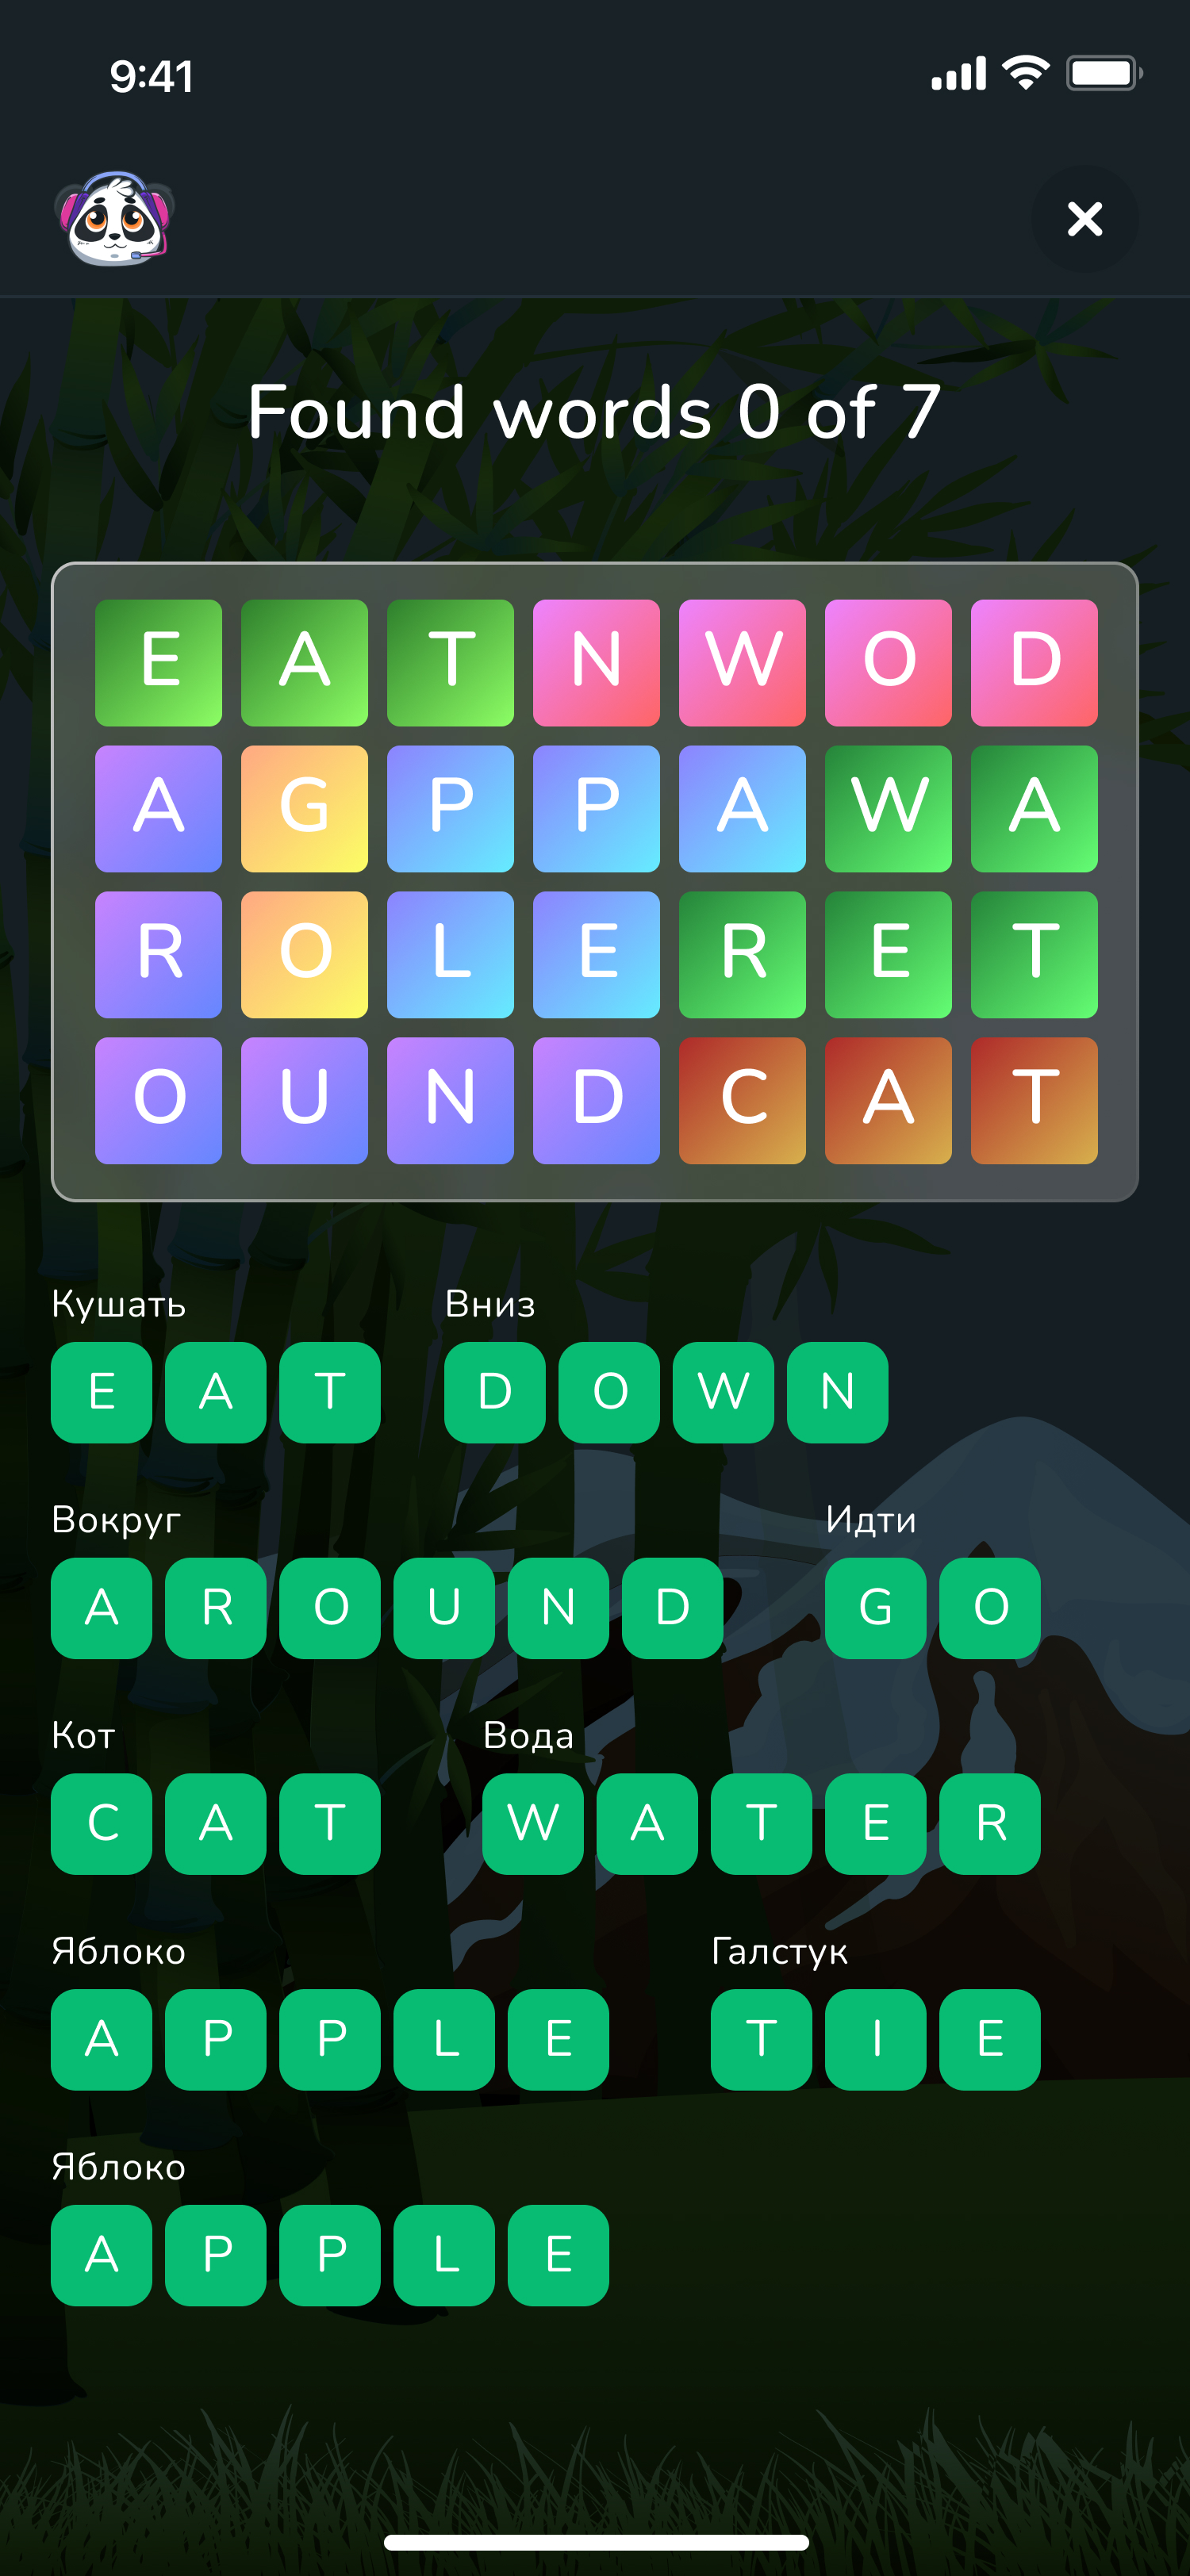 9:41
Found words 0 of 7
E A T N W O D
A G P P A W A
R O L E R E T
O U N D C A T
Кушать Вниз
E A T D O W N
Вокруг Идти
A R O U N D G O
Кот Вода
C A T W A T E R
Яблоко Галстук
A P P L E T I E
Яблоко
A P P L E